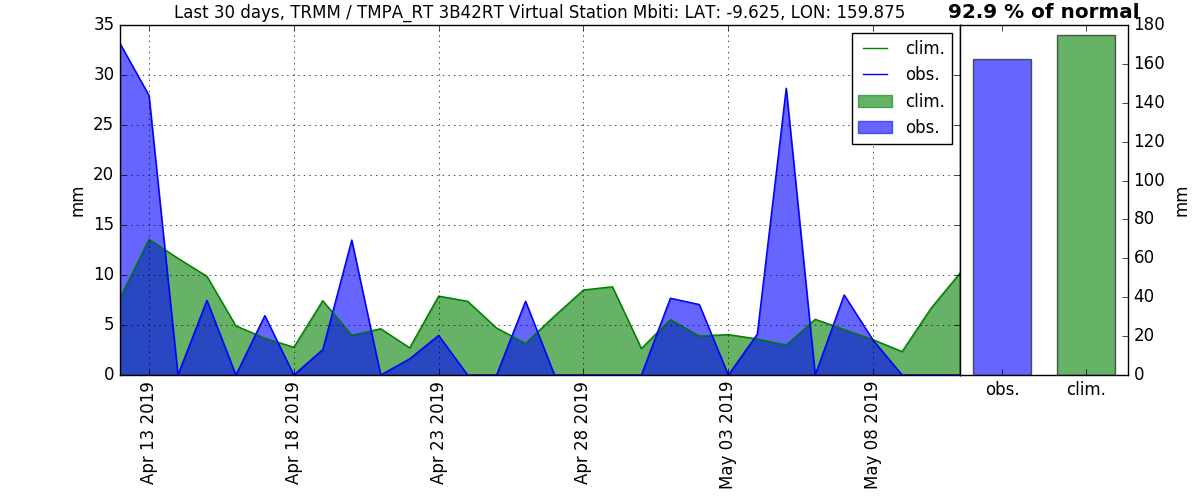 Last 30 days, TRMM / TMPA_RT 3B42RT Virtual Station Mbiti: LAT: -9.625, LON: 159.875
92.9 % of normal
35
30
25
20
15
10
5
0
mm
clim.
obs.
clim.
obs.
Apr 13 2019
Apr 18 2019
Apr 23 2019
Apr 28 2019
May 03 2019
May 08 2019
180
160
140
120
100
80
60
40
20
0
mm
obs.
clim.